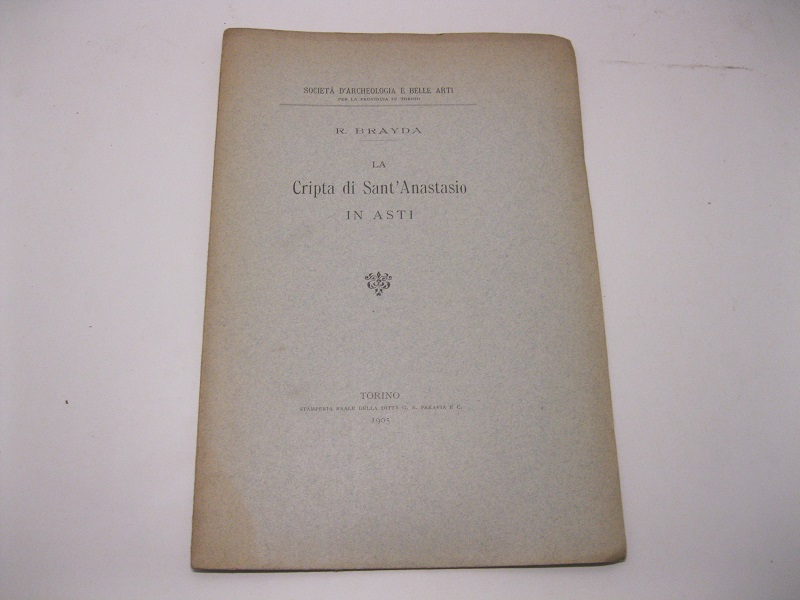 SOCIETÀ D'ARCHEOLOGIA E BELLE ARTI
PER LA PROVINCIA DI TORINO
R. BRAYDA
LA
Cripta di Sant'Anastasio
IN ASTI
TORINO
STAMPERIA REALE DELLA DITTA G. B. PARAVIA E C.